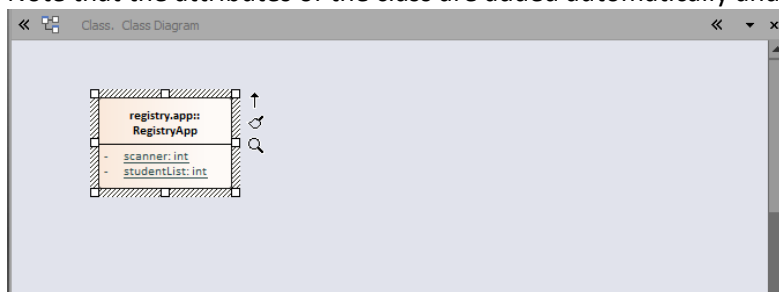 Note that the attributes of the class are added automatically and
Class. Class Diagram
registry.app::
RegistryApp
- scanner: int
- studentList: int